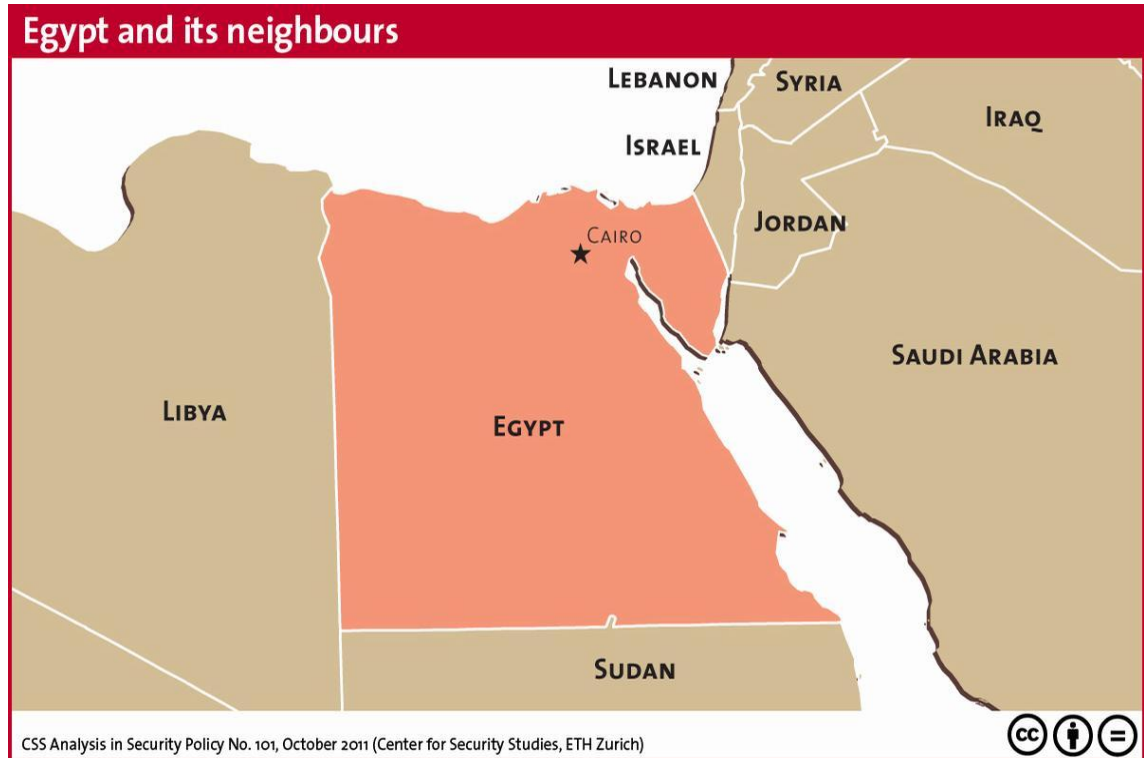 Egypt and its neighbours
LEBANON
SYRIA
IRAQ
ISRAEL
JORDAN
CAIRO
SAUDI ARABIA
LIBYA
EGYPT
SUDAN
CSS Analysis in Security Policy No. 101, October 2011 (Center for Security Studies, ETH Zurich)
cc
=